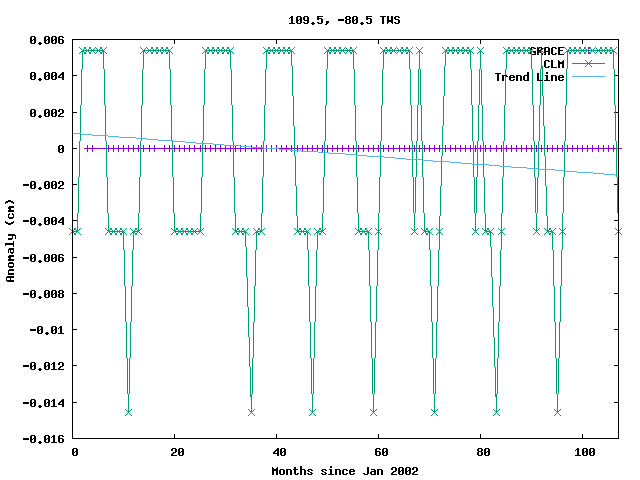 109.5, -80.5 TWS
0.006
0.004
0.002
0
-0.002
-0.004
-0.006
-0.008
-0.01
-0.012
-0.014
-0.016
Anomaly (cm)
GRACE
CLM
Trend Line
0 20 40 60 80 100
Months since Jan 2002